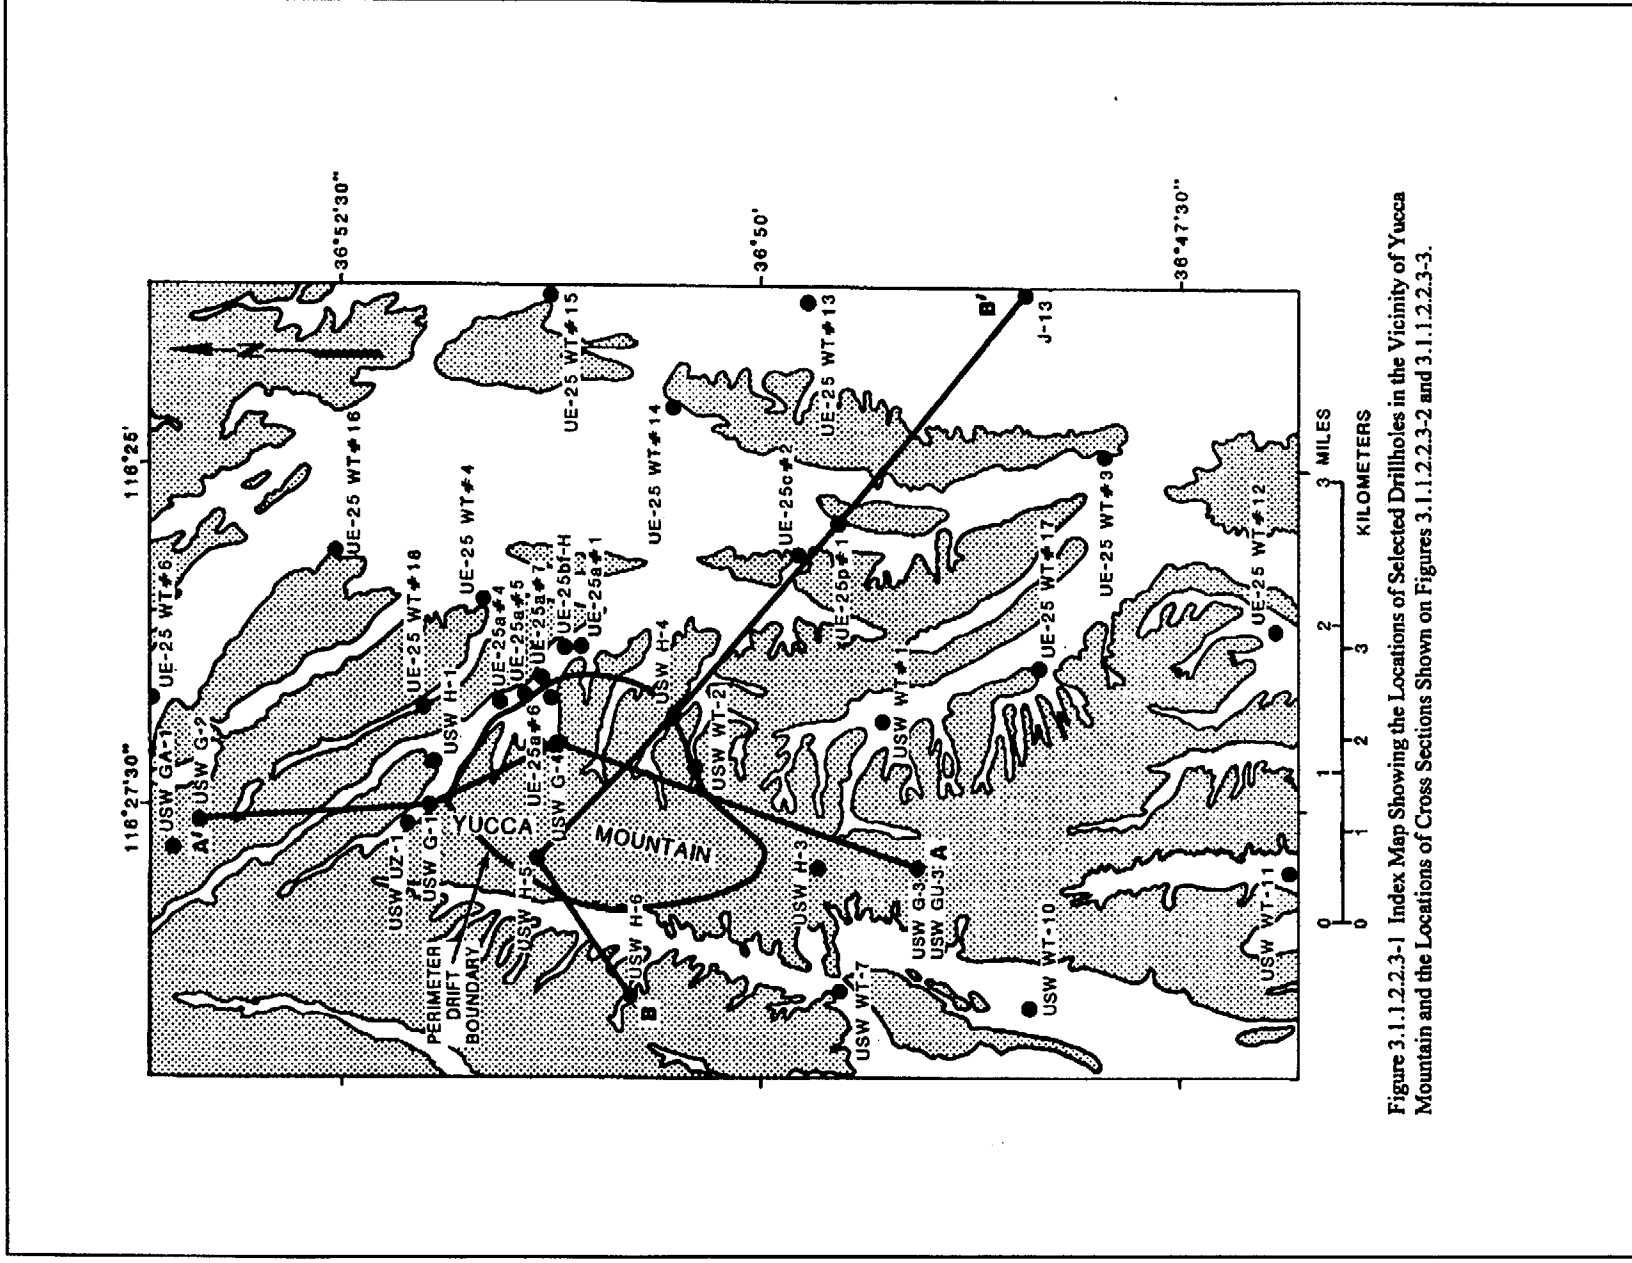 116°27'30"
116°25'
USW GA-1
A' USW G-2
UE-25 WT#6
UE-25 WT#16
N
36°52'30"
USW UZ-1
USW G-1
USW H-1
UE-25 WT#18
UE-25 WT#4
YUCCA
MOUNTAIN
PERIMETER
DRIFT
BOUNDARY
USW H-5
USW G-4
UE-25a#6
UE-25a#4
UE-25a#5
UE-25a#7
UE-25bf-H
UE-25a#1
UE-25 WT#15
USW H-6
B
USW H-4
UE-25 WT#14
USW WT-2
36°50'
UE-25c#2
UE-25 WT#13
USW H-3
UE-25p#1
USW WT-7
USW WT#1
USW G-3
USW GU-3
A
B'
J-13
USW WT-10
UE-25 WT#17
UE-25 WT#3
36°47'30"
USW WT-11
UE-25 WT#12
0 1 2 3 MILES
0 1 2 3 KILOMETERS
Figure 3.1.1.2.2.3-1 Index Map Showing the Locations of Selected Drillholes in the Vicinity of Yucca
Mountain and the Locations of Cross Sections Shown on Figures 3.1.1.2.2.3-2 and 3.1.1.2.2.3-3.